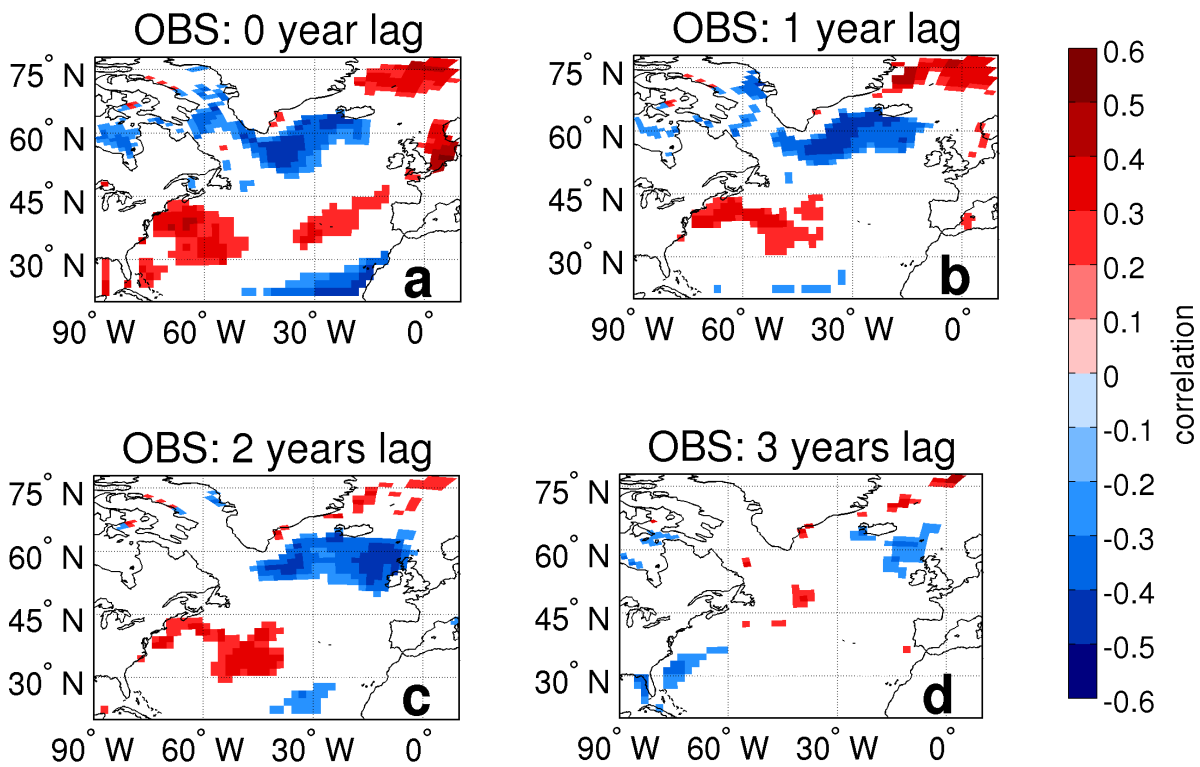 OBS: 0 year lag
OBS: 1 year lag
75° N
60° N
45° N
30° N
a
90° W 60° W 30° W 0°
75° N
60° N
45° N
30° N
b
90° W 60° W 30° W 0°
OBS: 2 years lag
OBS: 3 years lag
75° N
60° N
45° N
30° N
c
90° W 60° W 30° W 0°
75° N
60° N
45° N
30° N
d
90° W 60° W 30° W 0°
0.6
0.5
0.4
0.3
0.2
0.1
0
-0.1
-0.2
-0.3
-0.4
-0.5
-0.6
correlation